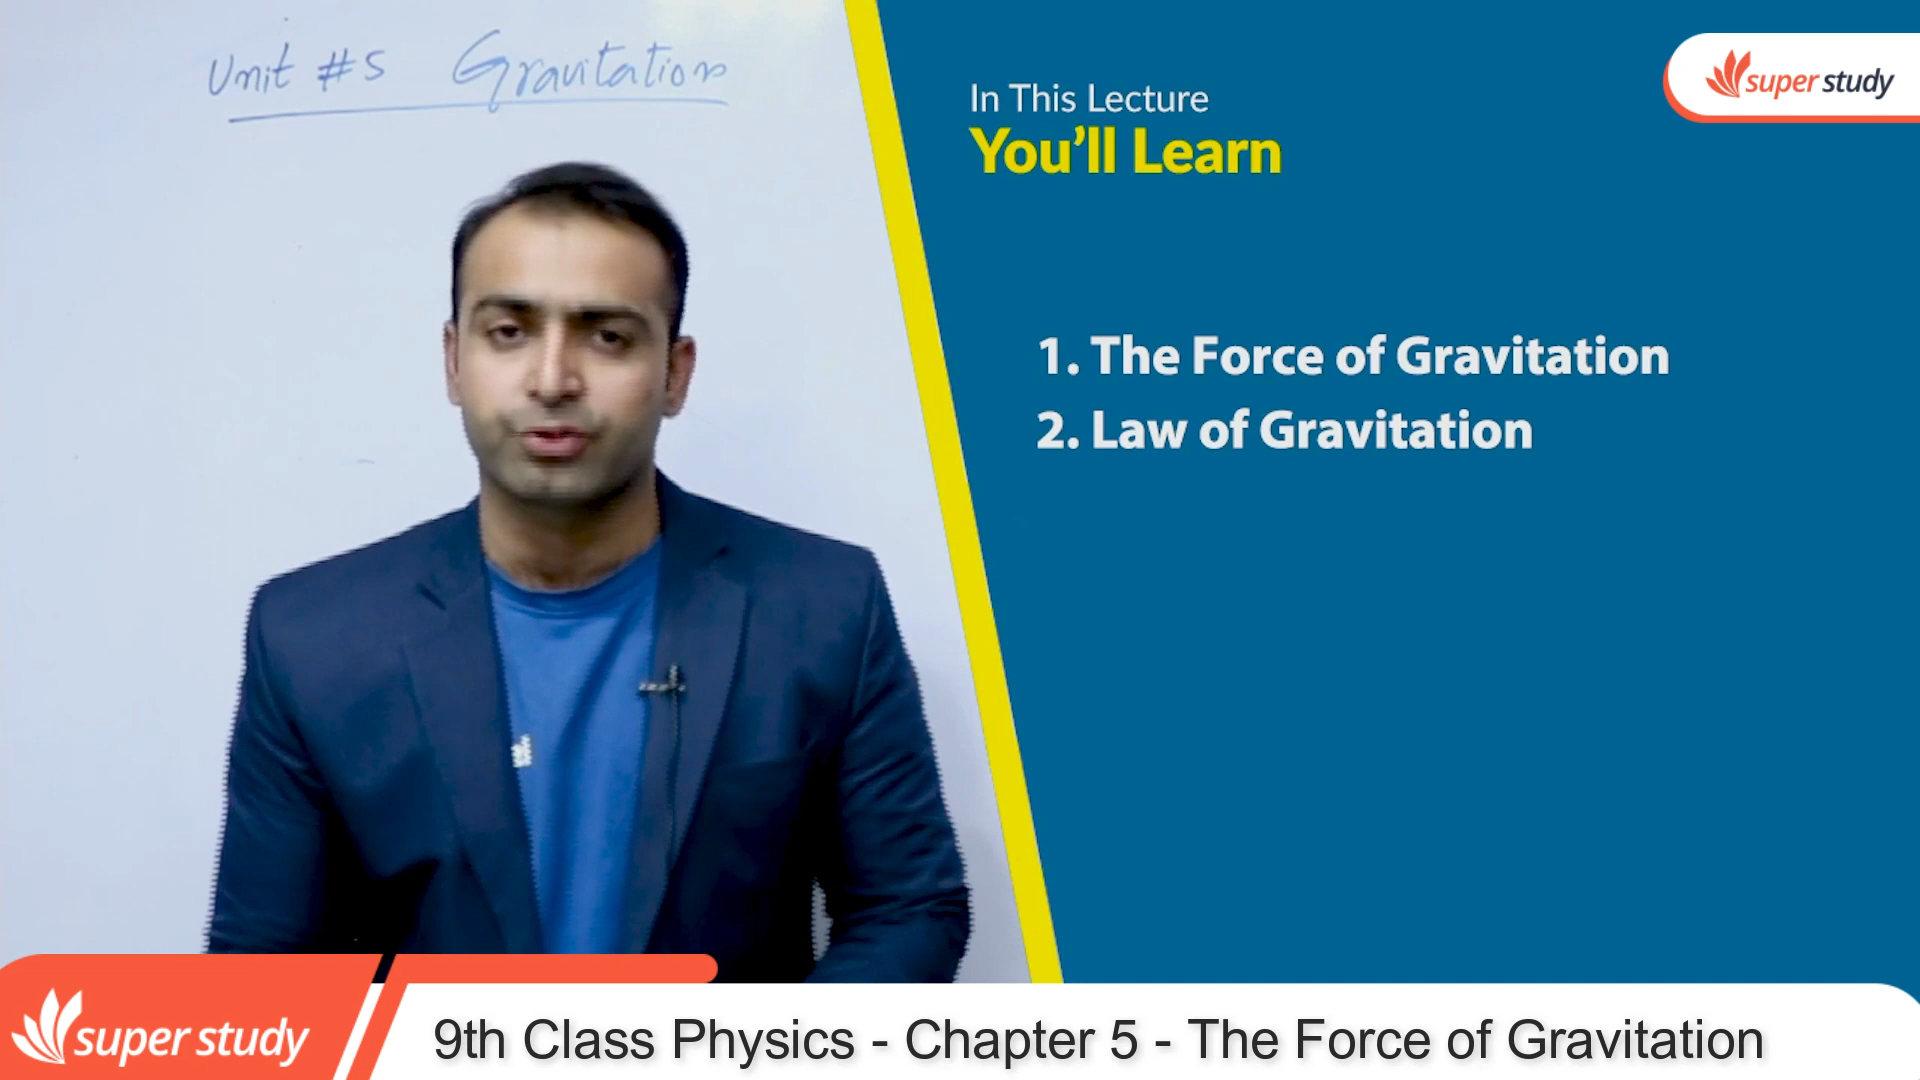 Unit #5 Gravitation
In This Lecture
You'll Learn
super study
1. The Force of Gravitation
2. Law of Gravitation
super study
9th Class Physics - Chapter 5 - The Force of Gravitation